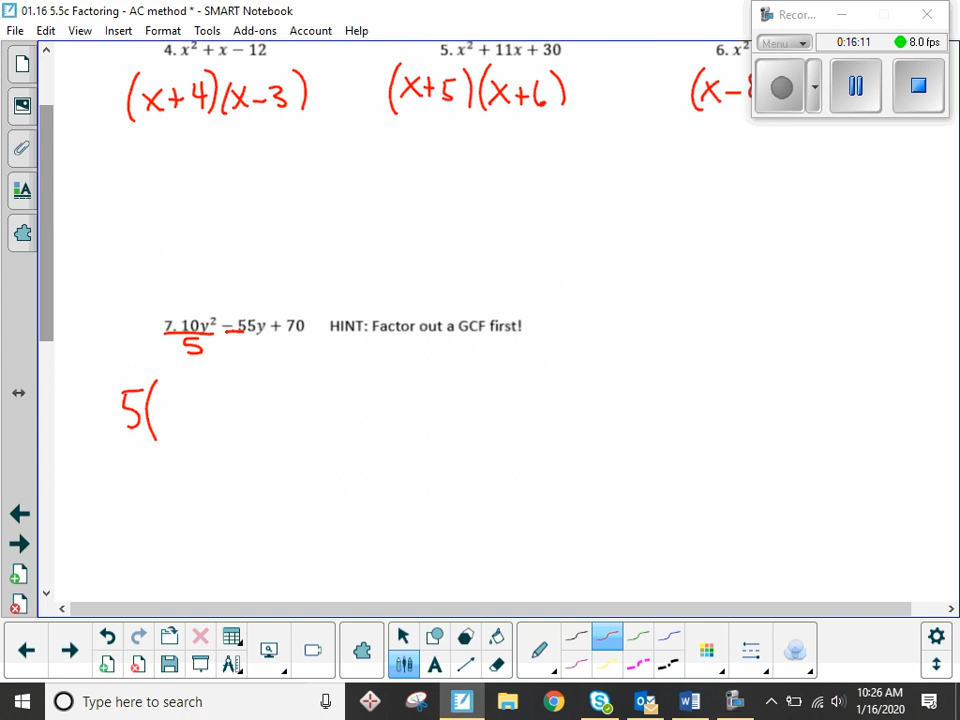 01.16 5.5c Factoring - AC method * - SMART Notebook
File Edit View Insert Format Tools Add-ons Account Help
Recor...
Menu 0:16:11 8.0 fps
4. x² + x − 12 5. x² + 11x + 30 6. x²
(x+4)(x−3) (x+5)(x+6) (x−8
7. 10y² − 55y + 70 HINT: Factor out a GCF first!
5
5(
Type here to search
10:26 AM
1/16/2020